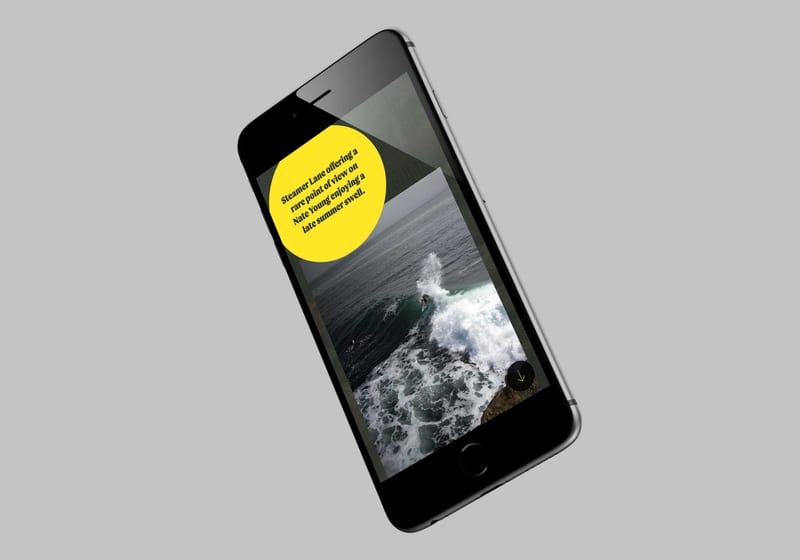 Steamer Lane offering a
rare point of view on
Nate Young enjoying a
late summer swell.